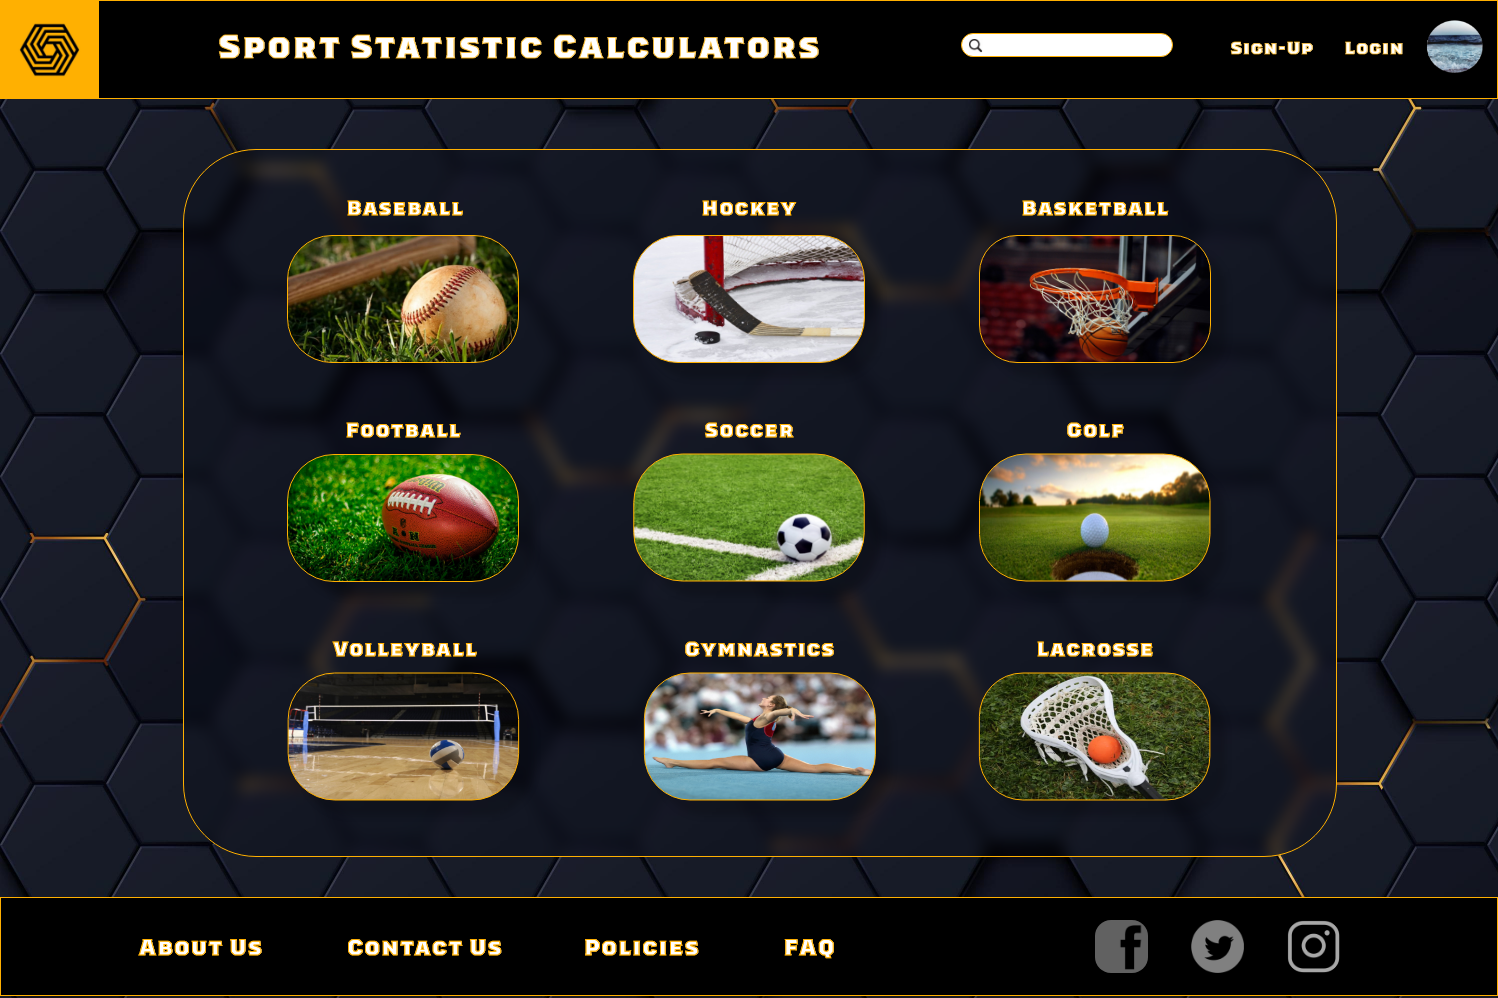 Sport Statistic Calculators
Sign-Up Login
Baseball Hockey Basketball
Football Soccer Golf
Volleyball Gymnastics Lacrosse
About Us Contact Us Policies FAQ